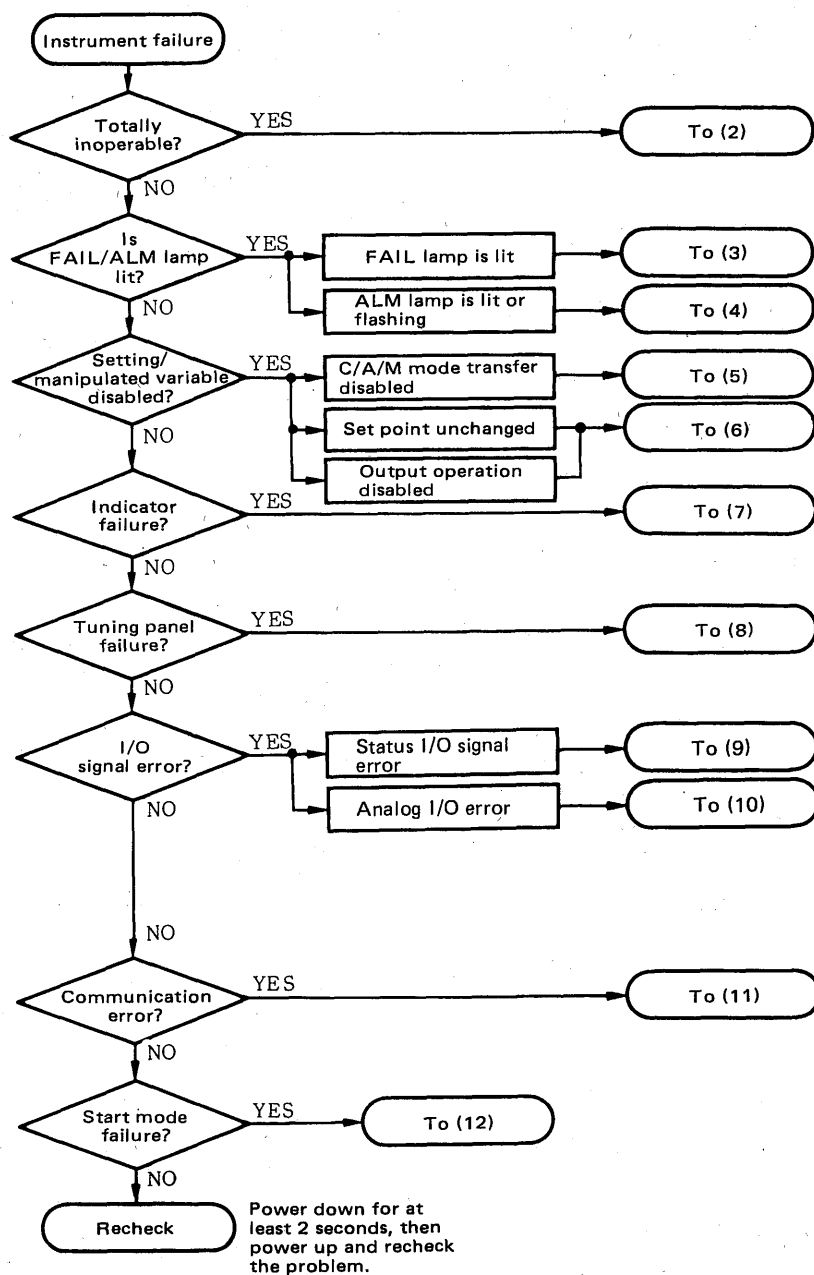 Instrument failure
Totally
inoperable?
YES
To (2)
NO
Is
FAIL/ALM lamp
lit?
YES
FAIL lamp is lit
To (3)
ALM lamp is lit or
flashing
To (4)
NO
Setting/
manipulated variable
disabled?
YES
C/A/M mode transfer
disabled
To (5)
Set point unchanged
To (6)
Output operation
disabled
NO
Indicator
failure?
YES
To (7)
NO
Tuning panel
failure?
YES
To (8)
NO
I/O
signal error?
YES
Status I/O signal
error
To (9)
Analog I/O error
To (10)
NO
NO
Communication
error?
YES
To (11)
NO
Start mode
failure?
YES
To (12)
NO
Recheck
Power down for at
least 2 seconds, then
power up and recheck
the problem.